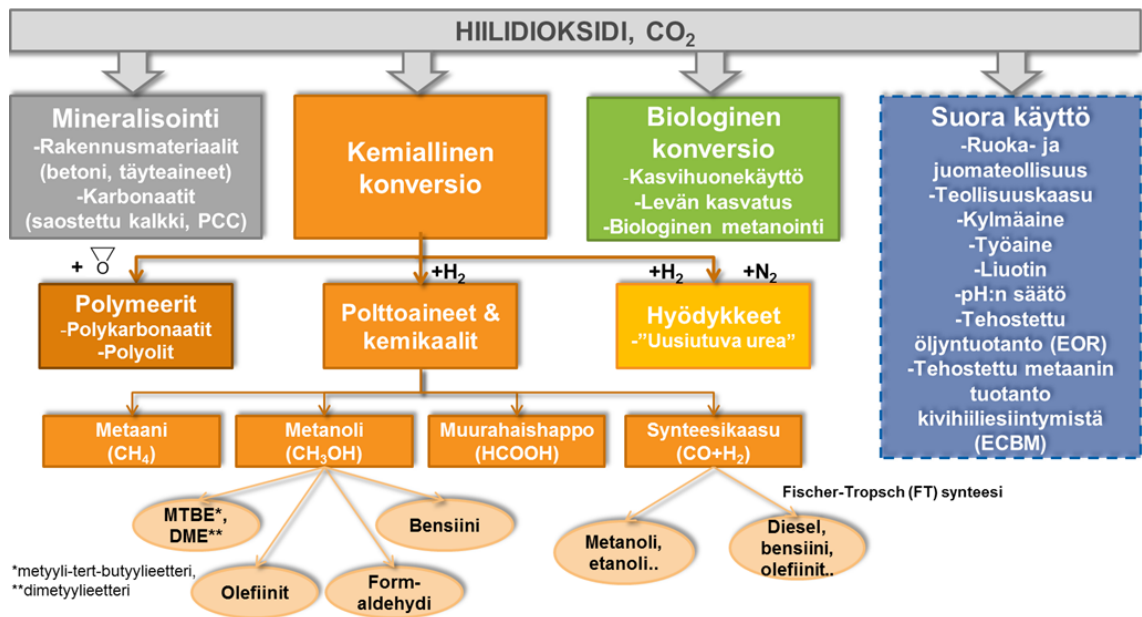 HIILIDIOKSIDI, CO₂
Mineralisointi
-Rakennusmateriaalit
(betoni, täyteaineet)
-Karbonaatit
(saostettu kalkki, PCC)
Kemiallinen
konversio
Biologinen
konversio
-Kasvihuonekäyttö
-Levän kasvatus
-Biologinen metanointi
Suora käyttö
-Ruoka- ja
juomateollisuus
-Teollisuuskaasu
-Kylmäaine
-Työaine
-Liuotin
-pH:n säätö
-Tehostettu
öljyntuotanto (EOR)
-Tehostettu metaanin
tuotanto
kivihiiliesiintymistä
(ECBM)
+ O
+H₂
+H₂
+N₂
Polymeerit
-Polykarbonaatit
-Polyolit
Polttoaineet &
kemikaalit
Hyödykkeet
-"Uusiutuva urea"
Metaani
(CH₄)
Metanoli
(CH₃OH)
Muurahaishappo
(HCOOH)
Synteesikaasu
(CO+H₂)
Fischer-Tropsch (FT) synteesi
MTBE*,
DME**
Olefiinit
Form-
aldehydi
Bensiini
Metanoli,
etanoli..
Diesel,
bensiini,
olefiinit..
*metyyli-tert-butyylieetteri,
**dimetyylieetteri